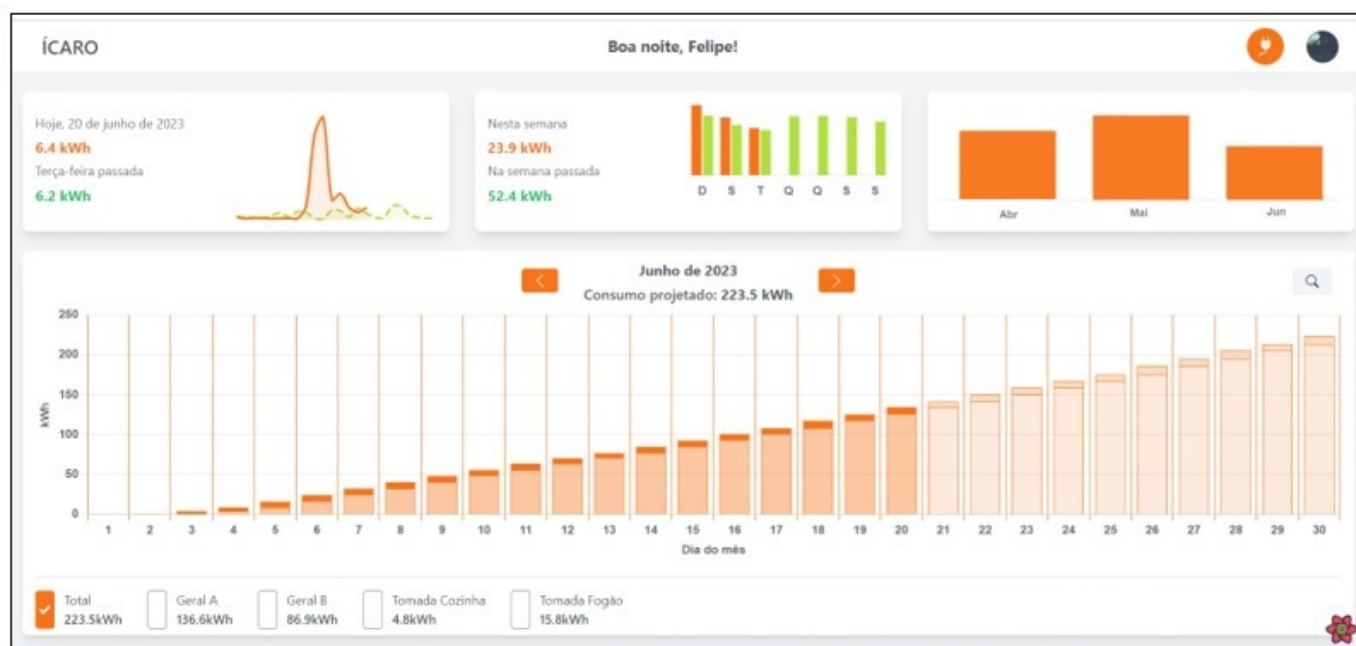 ÍCARO
Boa noite, Felipe!
Hoje, 20 de junho de 2023
6.4 kWh
Terça-feira passada
6.2 kWh
Nesta semana
23.9 kWh
Na semana passada
52.4 kWh
D S T Q Q S S
Abr Mai Jun
Junho de 2023
Consumo projetado: 223.5 kWh
250
200
150
100
50
0
kWh
1 2 3 4 5 6 7 8 9 10 11 12 13 14 15 16 17 18 19 20 21 22 23 24 25 26 27 28 29 30
Dia do mês
Total
223.5kWh
Geral A
136.6kWh
Geral B
86.9kWh
Tomada Cozinha
4.8kWh
Tomada Fogão
15.8kWh